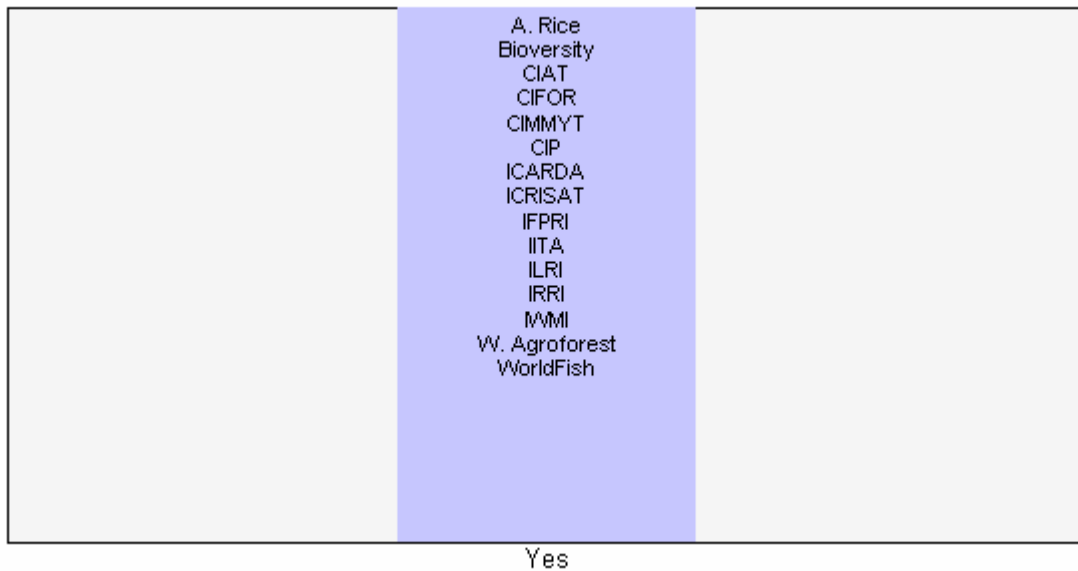 A. Rice
Bioversity
CIAT
CIFOR
CIMMYT
CIP
ICARDA
ICRISAT
IFPRI
IITA
ILRI
IRRI
IWMI
W. Agroforest
WorldFish
Yes